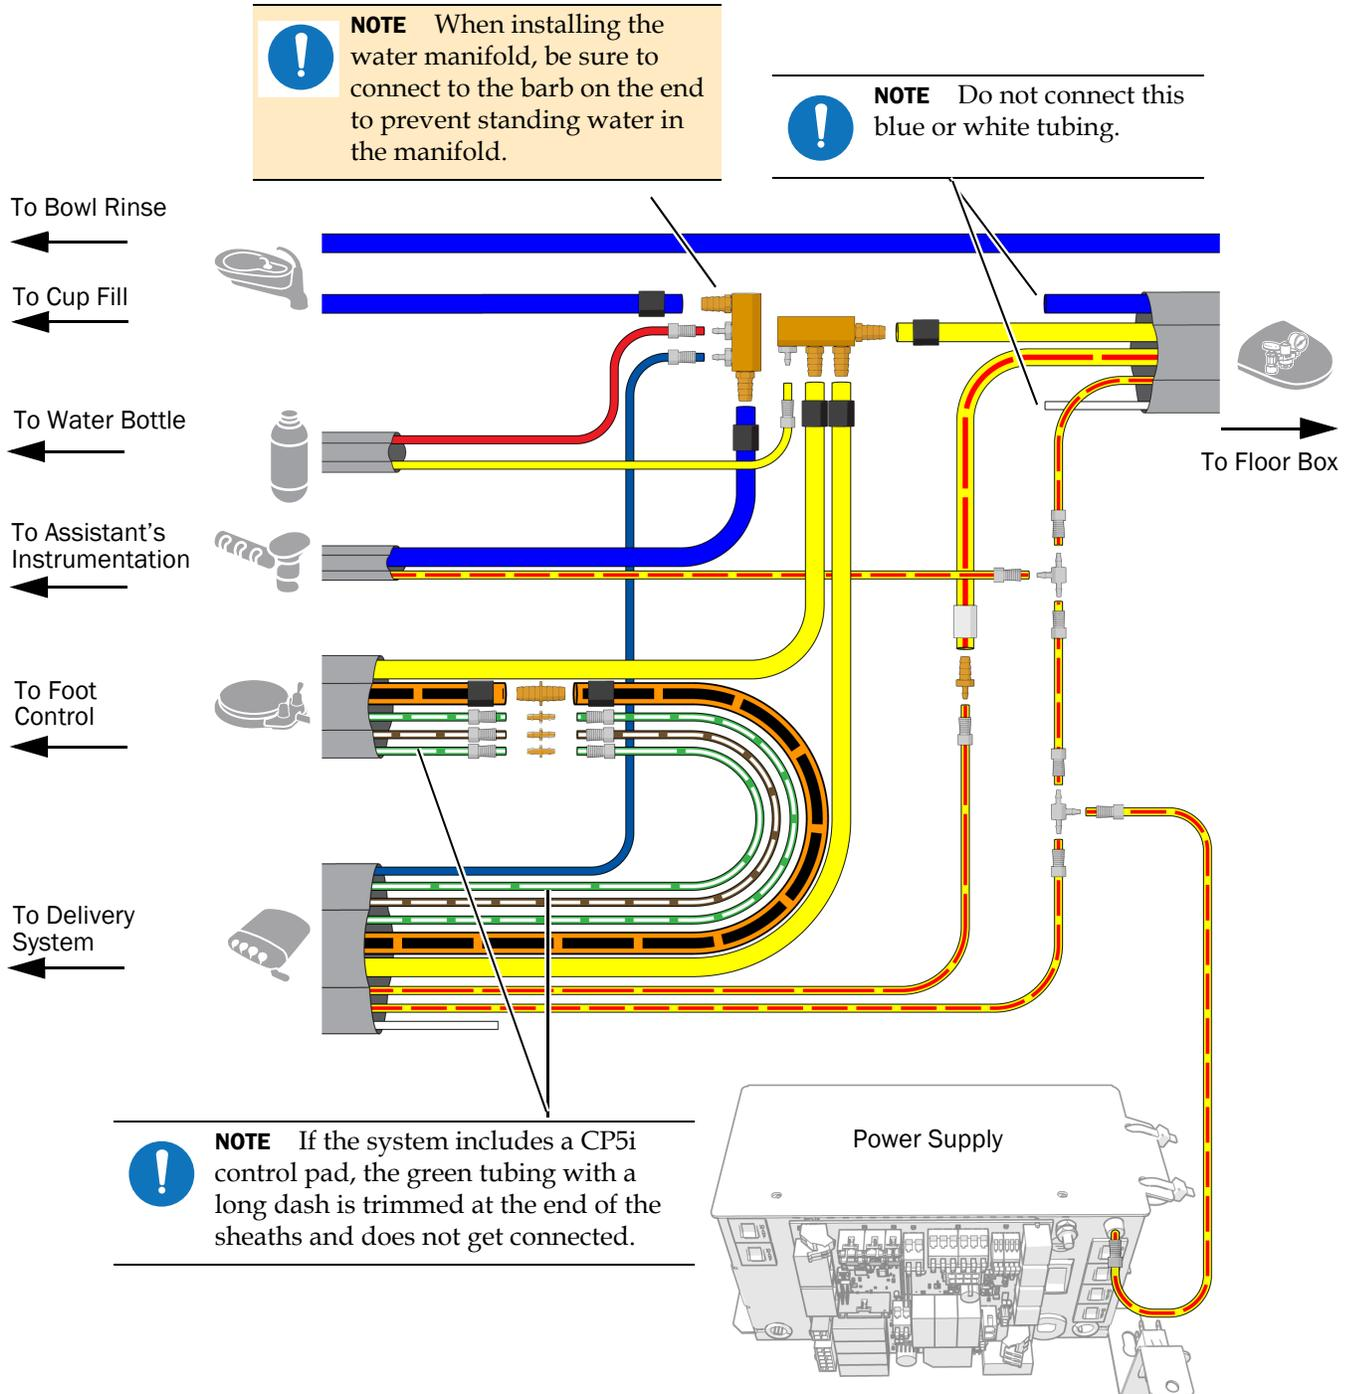 NOTE When installing the
water manifold, be sure to
connect to the barb on the end
to prevent standing water in
the manifold.
NOTE Do not connect this
blue or white tubing.
To Bowl Rinse
To Cup Fill
To Water Bottle
To Floor Box
To Assistant's
Instrumentation
To Foot
Control
To Delivery
System
NOTE If the system includes a CP5i
control pad, the green tubing with a
long dash is trimmed at the end of the
sheaths and does not get connected.
Power Supply